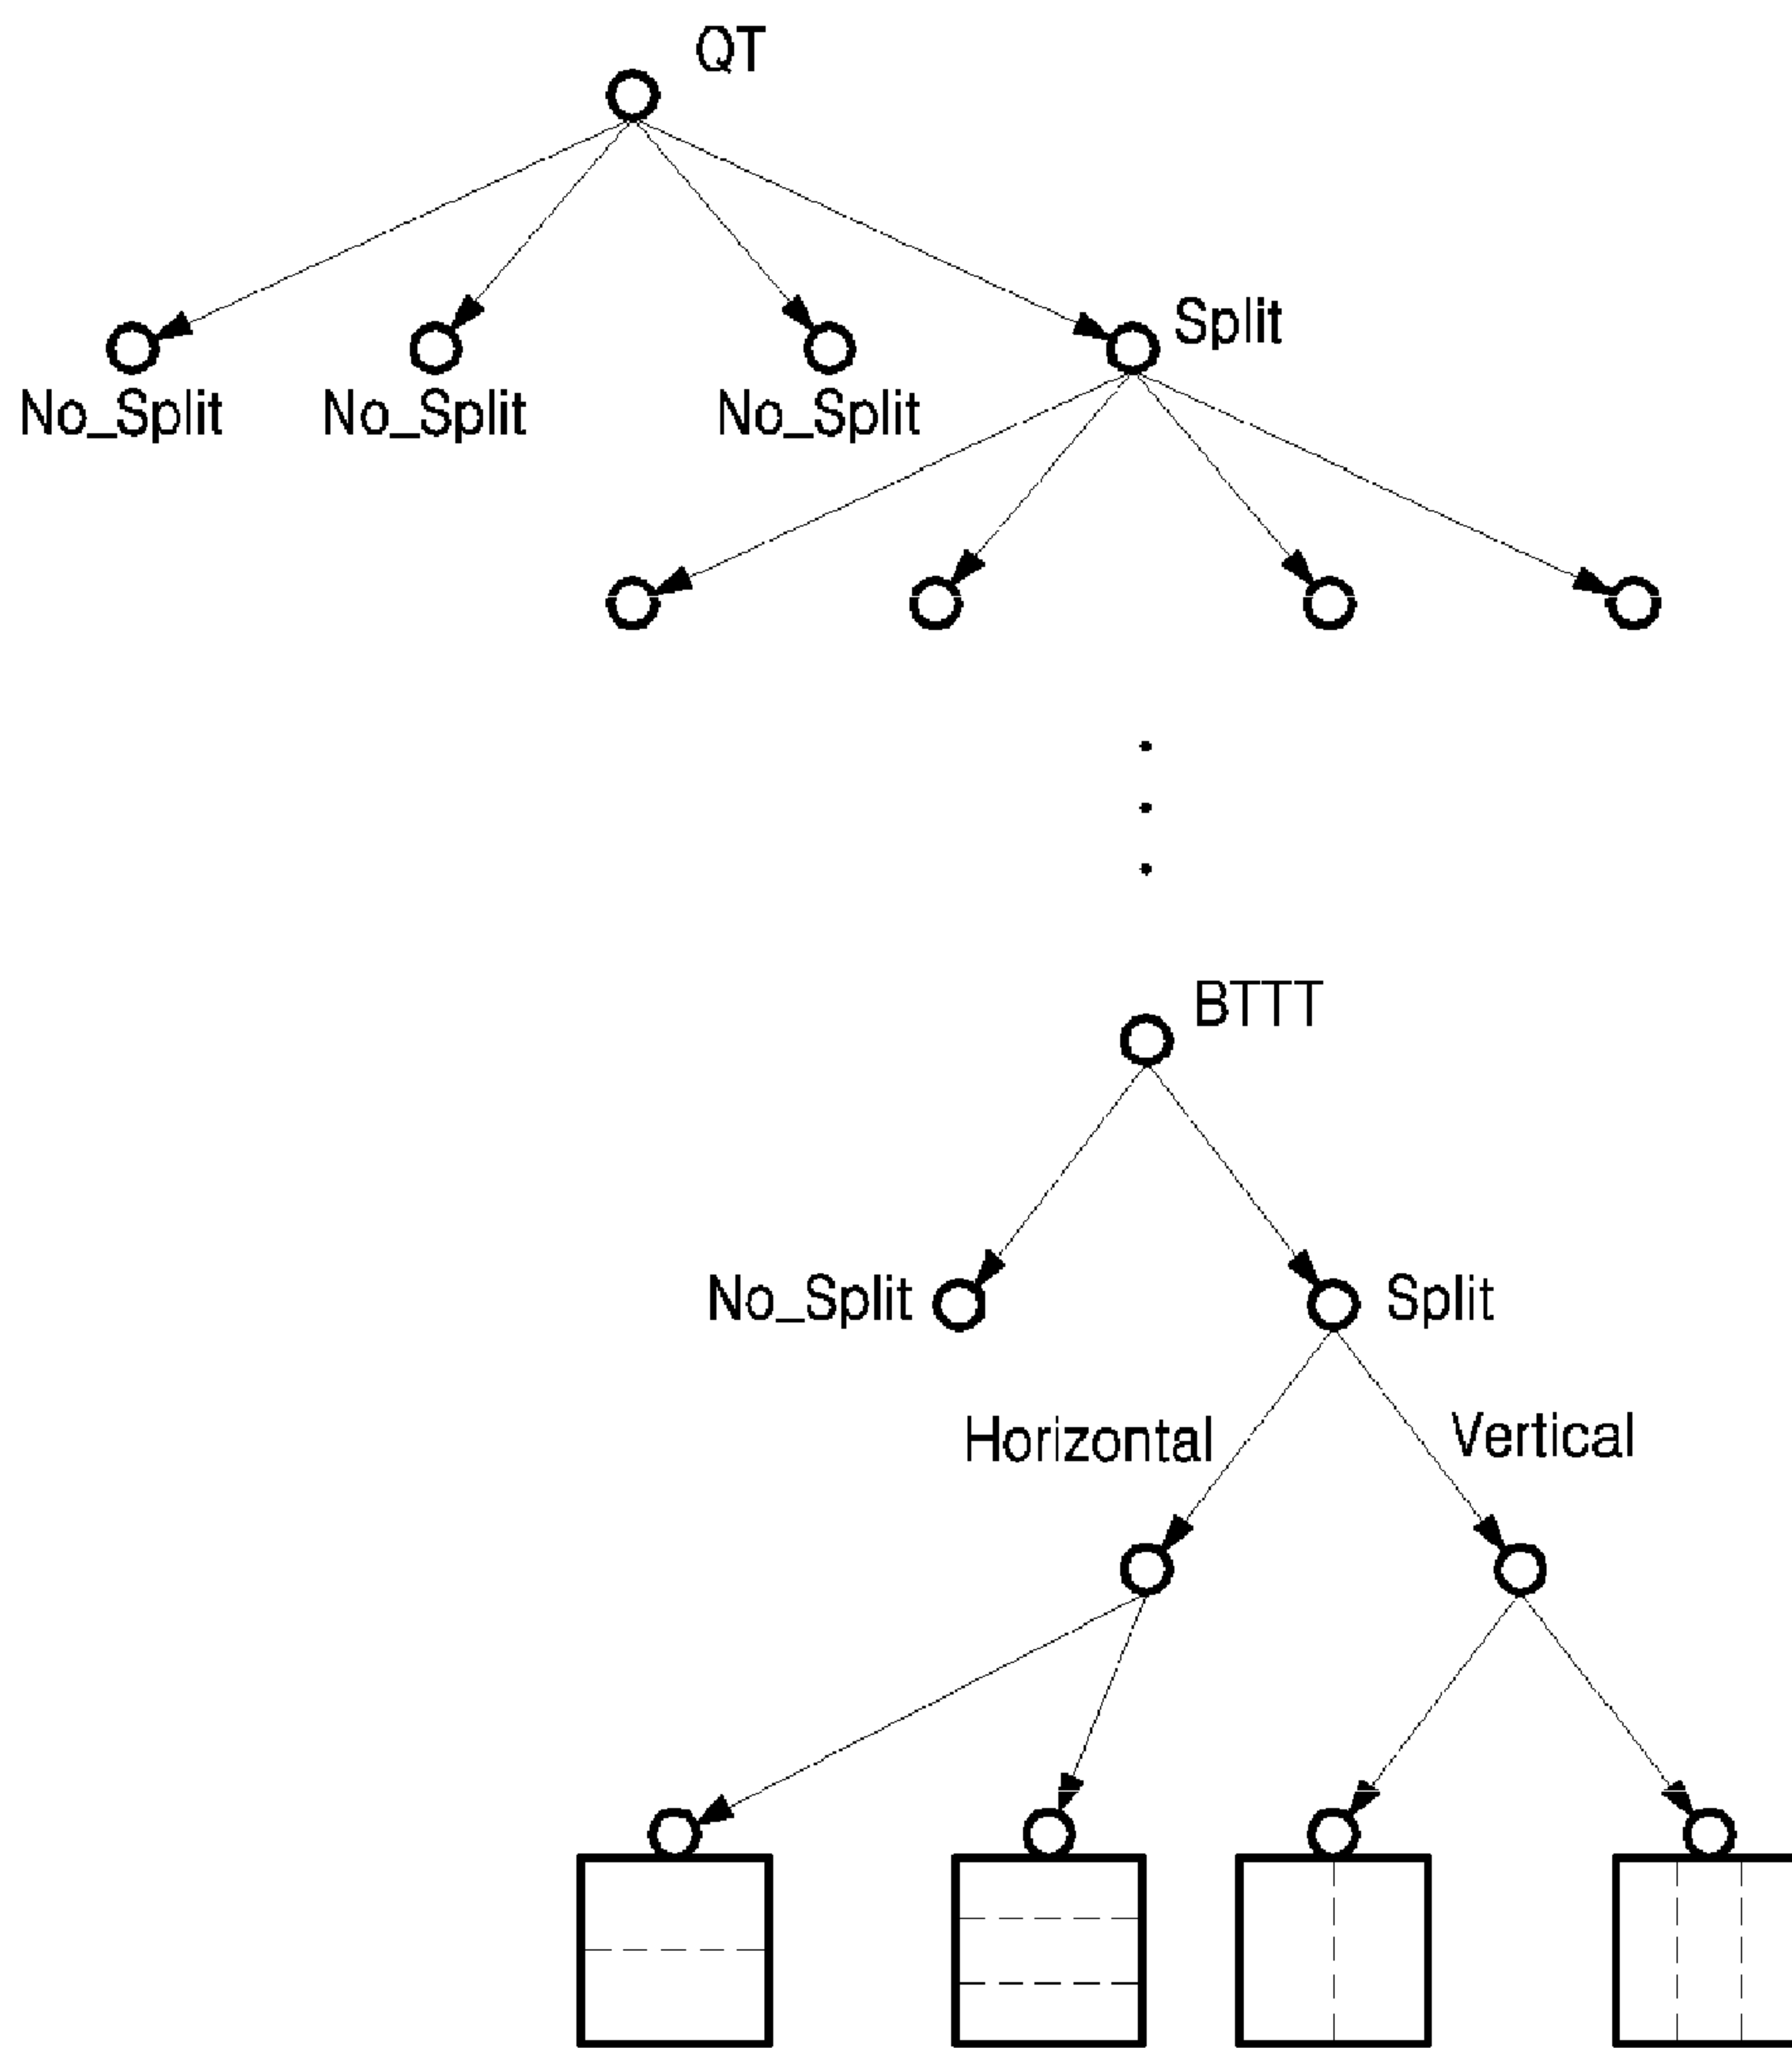 QT
Split
No_Split
No_Split
No_Split
BTTT
No_Split
Split
Horizontal
Vertical